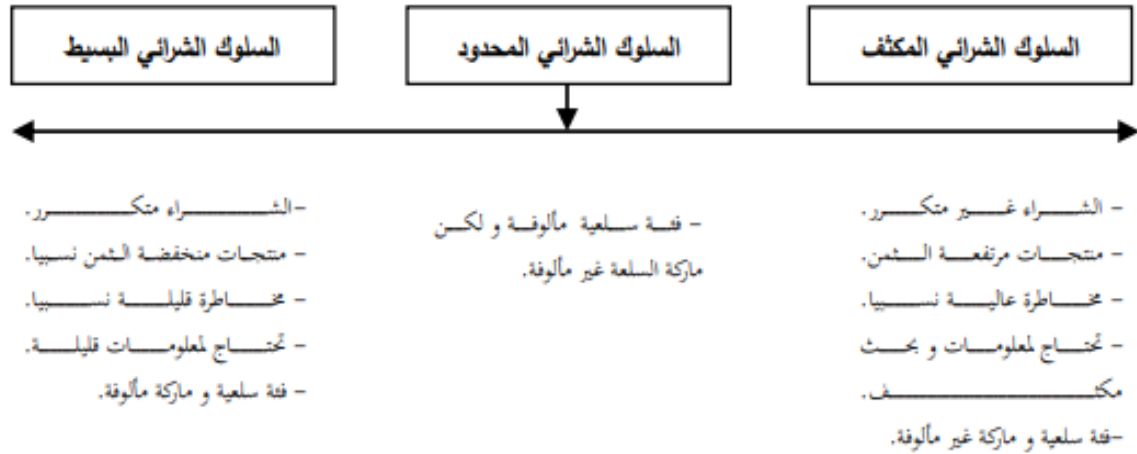 السلوك الشرائي المكثف
السلوك الشرائي المحدود
السلوك الشرائي البسيط
- الشراء غير متكرر.
- منتجات مرتفعة الثمن.
- مخاطرة عالية نسبيا.
- تحتاج لمعلومات و بحث
مكثف.
-فئة سلعية و ماركة غير مألوفة.
- فئة سلعية مألوفة و لكن
ماركة السلعة غير مألوفة.
-الشراء متكرر.
- منتجات منخفضة الثمن نسبيا.
- مخاطرة قليلة نسبيا.
- تحتاج لمعلومات قليلة.
- فئة سلعية و ماركة مألوفة.